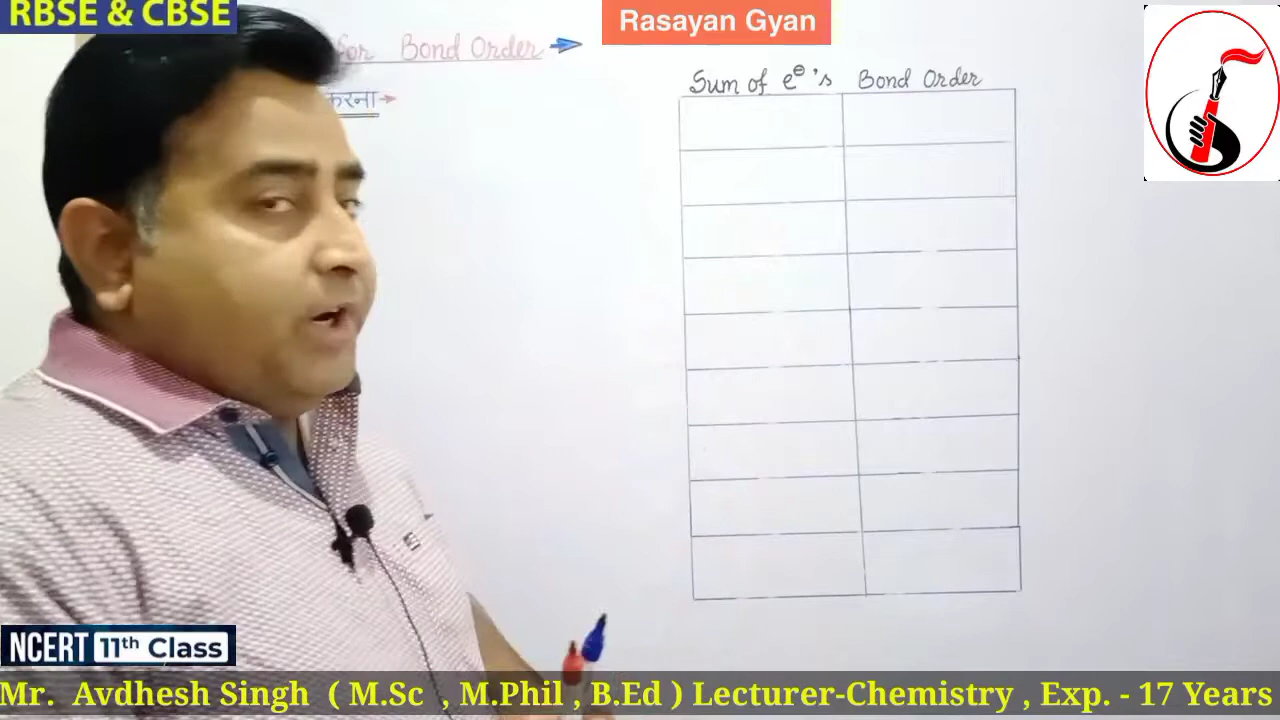 RBSE & CBSE
Rasayan Gyan
for Bond Order
करना
Sum of e⊖'s Bond Order
NCERT 11th Class
Mr. Avdhesh Singh ( M.Sc , M.Phil , B.Ed ) Lecturer-Chemistry , Exp. - 17 Years